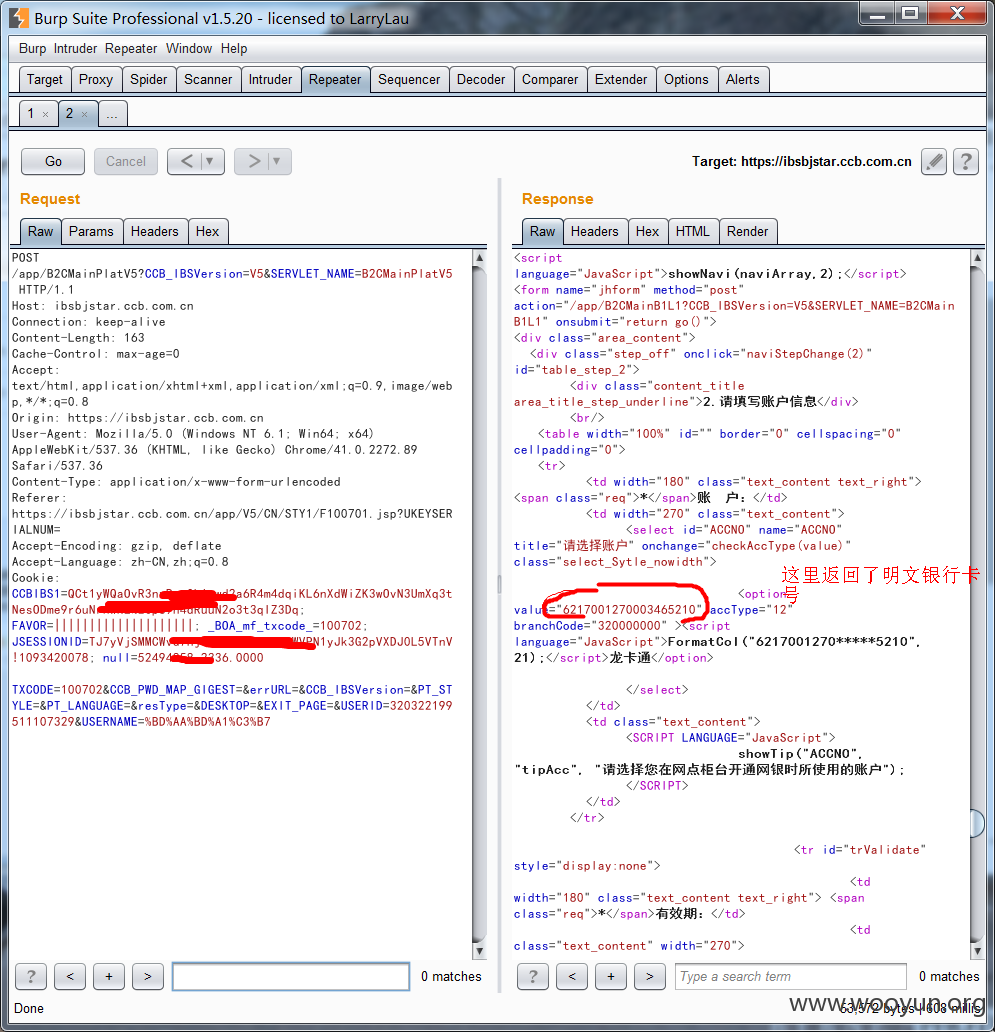 Burp Suite Professional v1.5.20 - licensed to LarryLau
Burp Intruder Repeater Window Help
Target Proxy Spider Scanner Intruder Repeater Sequencer Decoder Comparer Extender Options Alerts
1 × 2 × ...
Go Cancel < > Target: https://ibsbjstar.ccb.com.cn ?
Request
Raw Params Headers Hex
POST
/app/B2CMainPlatV5?CCB_IBSVersion=V5&SERVLET_NAME=B2CMainPlatV5
HTTP/1.1
Host: ibsbjstar.ccb.com.cn
Connection: keep-alive
Content-Length: 163
Cache-Control: max-age=0
Accept:
text/html,application/xhtml+xml,application/xml;q=0.9,image/web
p,*/*;q=0.8
Origin: https://ibsbjstar.ccb.com.cn
User-Agent: Mozilla/5.0 (Windows NT 6.1; Win64; x64)
AppleWebKit/537.36 (KHTML, like Gecko) Chrome/41.0.2272.89
Safari/537.36
Content-Type: application/x-www-form-urlencoded
Referer:
https://ibsbjstar.ccb.com.cn/app/V5/CN/STY1/F100701.jsp?UKEYSER
IALNUM=
Accept-Encoding: gzip, deflate
Accept-Language: zh-CN,zh;q=0.8
Cookie:
FAVOR=||||||||||||||||||||||; _BOA_mf_txcode_=100702;
!1093420078;
TXCODE=100702&CCB_PWD_MAP_GIGEST=&errURL=&CCB_IBSVersion=&PT_ST
YLE=&PT_LANGUAGE=&resType=&DESKTOP=&EXIT_PAGE=&USERID=320322199
511107329&USERNAME=%BD%AA%BD%A1%C3%B7
? < + > 0 matches
Response
Raw Headers Hex HTML Render
<script
language="JavaScript">showNavi(naviArray,2);</script>
<form name="jhform" method="post"
action="/app/B2CMainB1L1?CCB_IBSVersion=V5&SERVLET_NAME=B2CMain
B1L1" onsubmit="return go()">
<div class="area_content">
<div class="step_off" onclick="naviStepChange(2)"
id="table_step_2">
<div class="content_title
area_title_step_underline">2.请填写账户信息</div>
<br/>
<table width="100%" id="" border="0" cellspacing="0"
cellpadding="0">
<tr>
<td width="180" class="text_content text_right">
<span class="req">*</span>账 户：</td>
<td width="270" class="text_content">
<select id="ACCNO" name="ACCNO"
title="请选择账户" onchange="checkAccType(value)"
class="select_Sytle_nowidth">
这里返回了明文银行卡
号
<option
value="6217001270003465210" accType="12"
branchCode="320000000" ><script
language="JavaScript">FormatCol("6217001270*****5210",
21);</script>龙卡通</option>
</select>
</td>
<td class="text_content">
<SCRIPT LANGUAGE="JavaScript">
showTip("ACCNO",
"tipAcc", "请选择您在网点柜台开通网银时所使用的账户");
</SCRIPT>
</td>
</tr>
<tr id="trValidate"
style="display:none">
<td
width="180" class="text_content text_right"> <span
class="req">*</span>有效期：</td>
<td
class="text_content" width="270">
? < + > Type a search term 0 matches
Done
53,572 bytes | 608 millis
www.wooyun.org